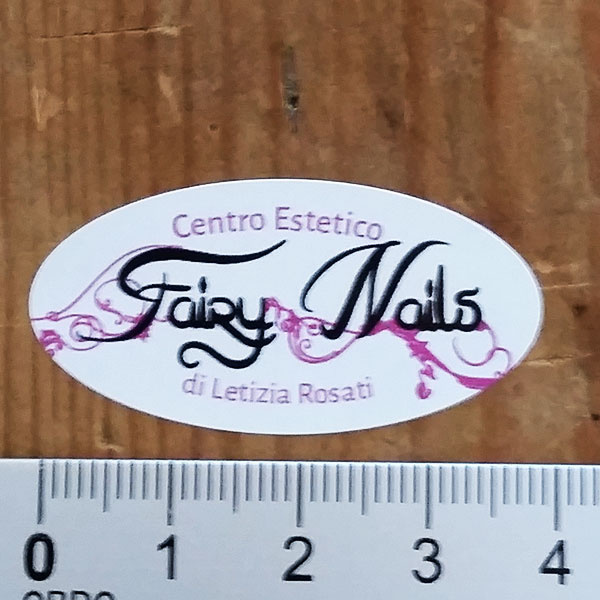 Centro Estetico
Fairy Nails
di Letizia Rosati
0 1 2 3 4